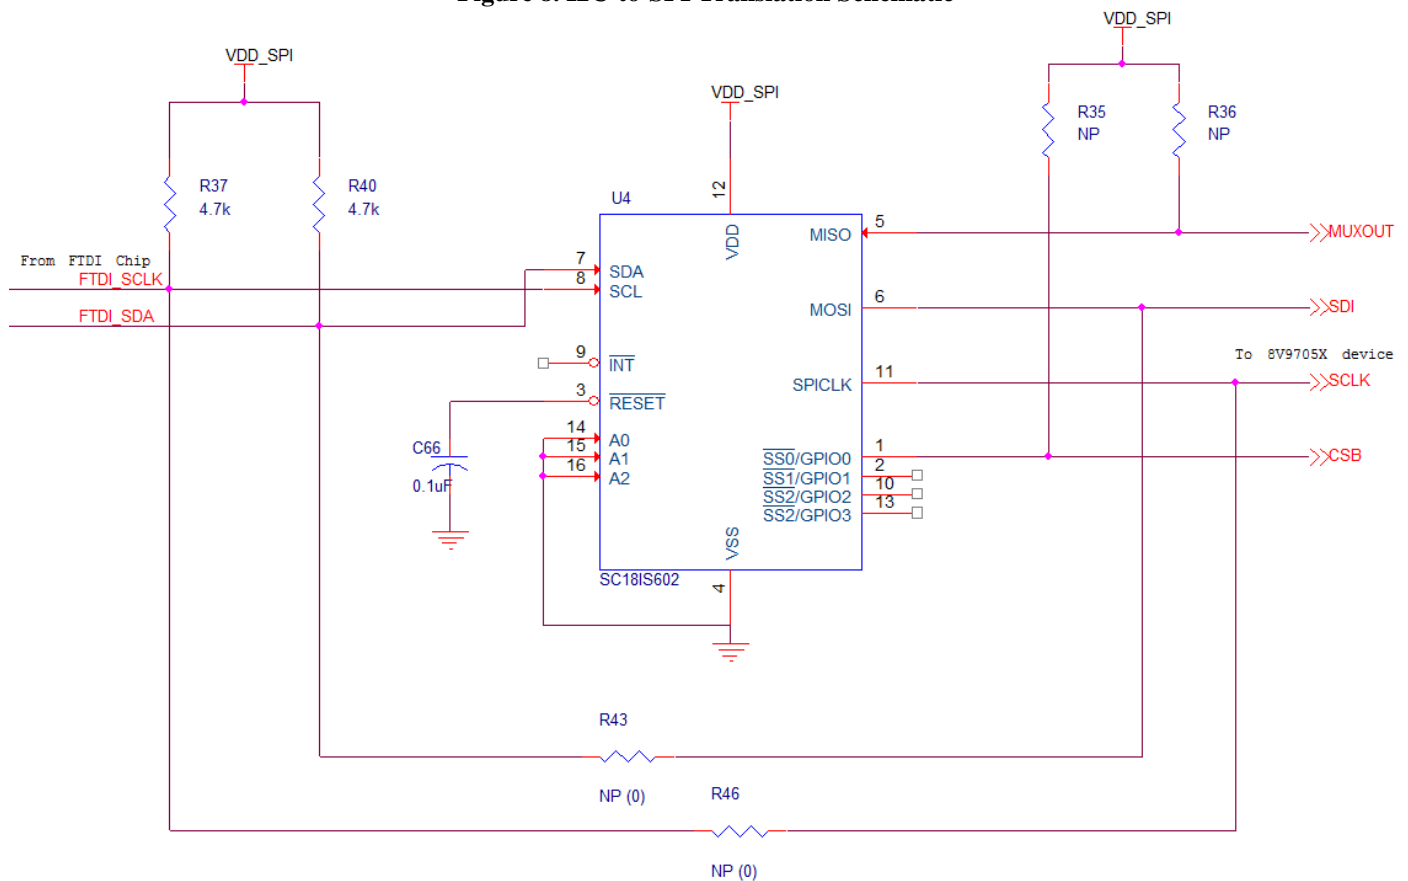 VDD_SPI
VDD_SPI
VDD_SPI
R35
NP
R36
NP
R37
4.7k
R40
4.7k
U4
12
VDD
5
MISO
MUXOUT
From FTDI Chip
FTDI_SCLK
FTDI_SDA
7
SDA
8
SCL
6
MOSI
SDI
To 8V9705X device
9
INT
11
SPICLK
SCLK
3
RESET
14
A0
15
A1
16
A2
C66
0.1uF
1
SS0/GPIO0
CSB
2
SS1/GPIO1
10
SS2/GPIO2
13
SS2/GPIO3
VSS
SC18IS602
4
R43
NP (0)
R46
NP (0)